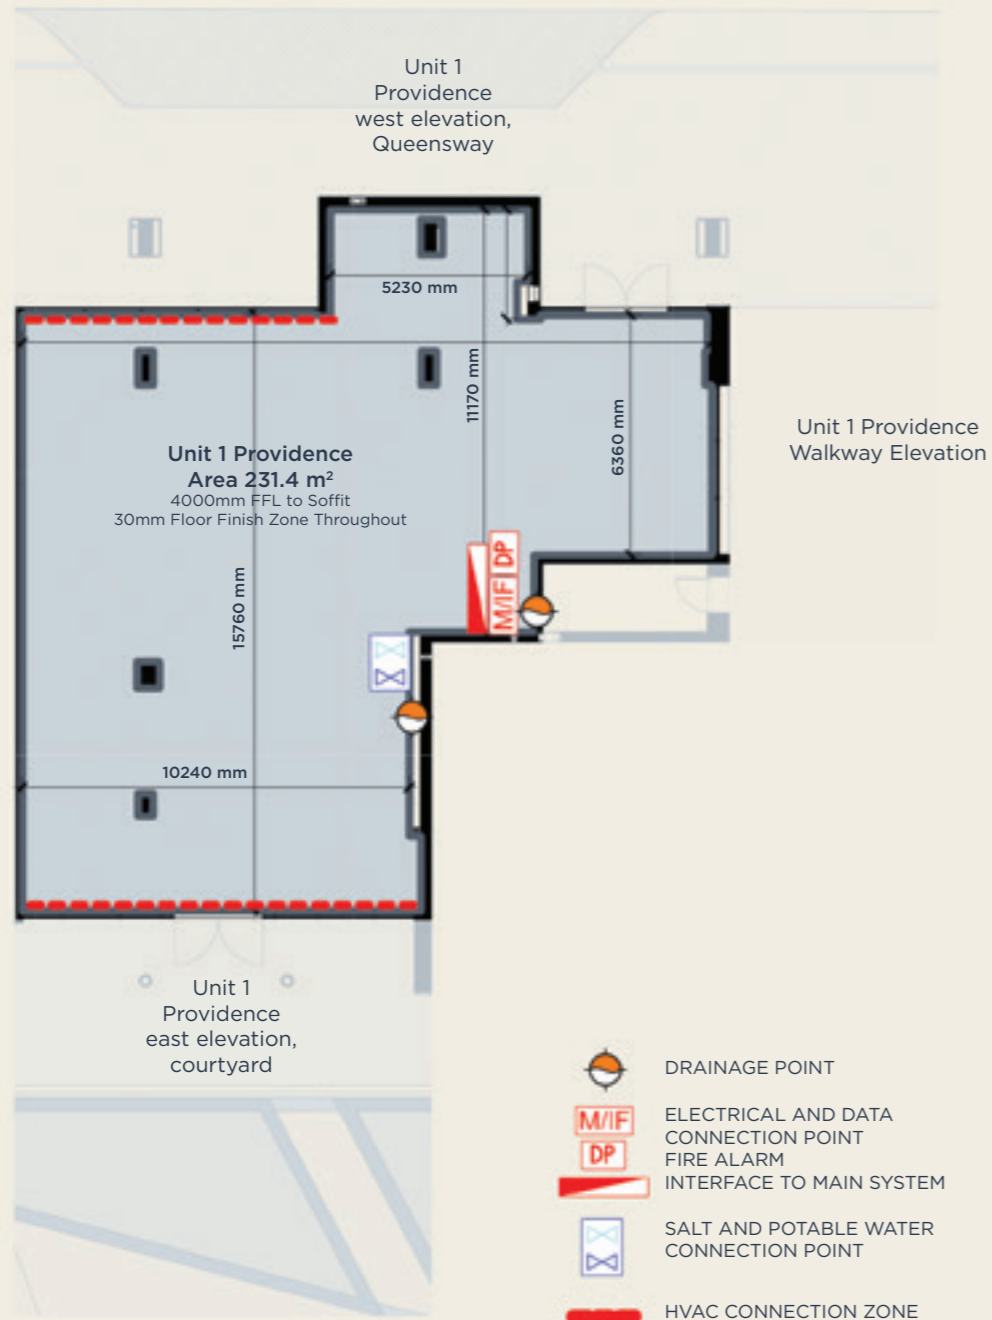 Unit 1
Providence
west elevation,
Queensway
5230 mm
11170 mm
6360 mm
Unit 1 Providence
Walkway Elevation
Unit 1 Providence
Area 231.4 m²
4000mm FFL to Soffit
30mm Floor Finish Zone Throughout
M/IF DP
15760 mm
10240 mm
Unit 1
Providence
east elevation,
courtyard
DRAINAGE POINT
M/IF
DP
ELECTRICAL AND DATA
CONNECTION POINT
FIRE ALARM
INTERFACE TO MAIN SYSTEM
SALT AND POTABLE WATER
CONNECTION POINT
HVAC CONNECTION ZONE